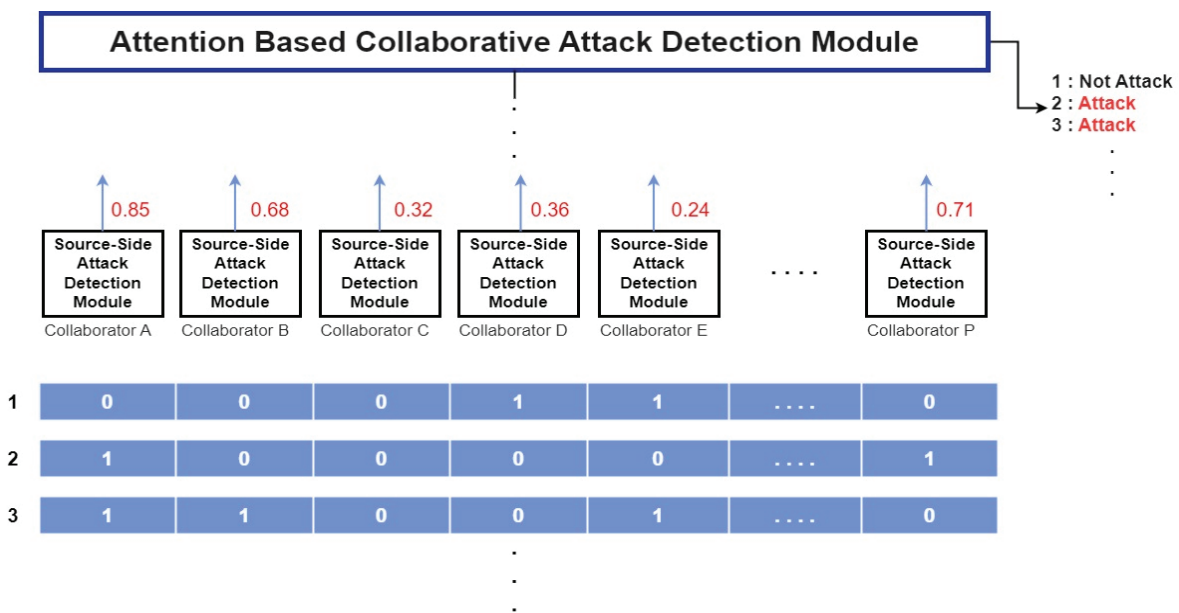 Attention Based Collaborative Attack Detection Module
1 : Not Attack
2 : Attack
3 : Attack
0.85 0.68 0.32 0.36 0.24 0.71
Source-Side Source-Side Source-Side Source-Side Source-Side Source-Side
Attack Attack Attack Attack Attack Attack
Detection Detection Detection Detection Detection Detection
Module Module Module Module Module Module
. . . .
Collaborator A Collaborator B Collaborator C Collaborator D Collaborator E Collaborator P
1 0 0 0 1 1 . . . . 0
2 1 0 0 0 0 . . . . 1
3 1 1 0 0 1 . . . . 0